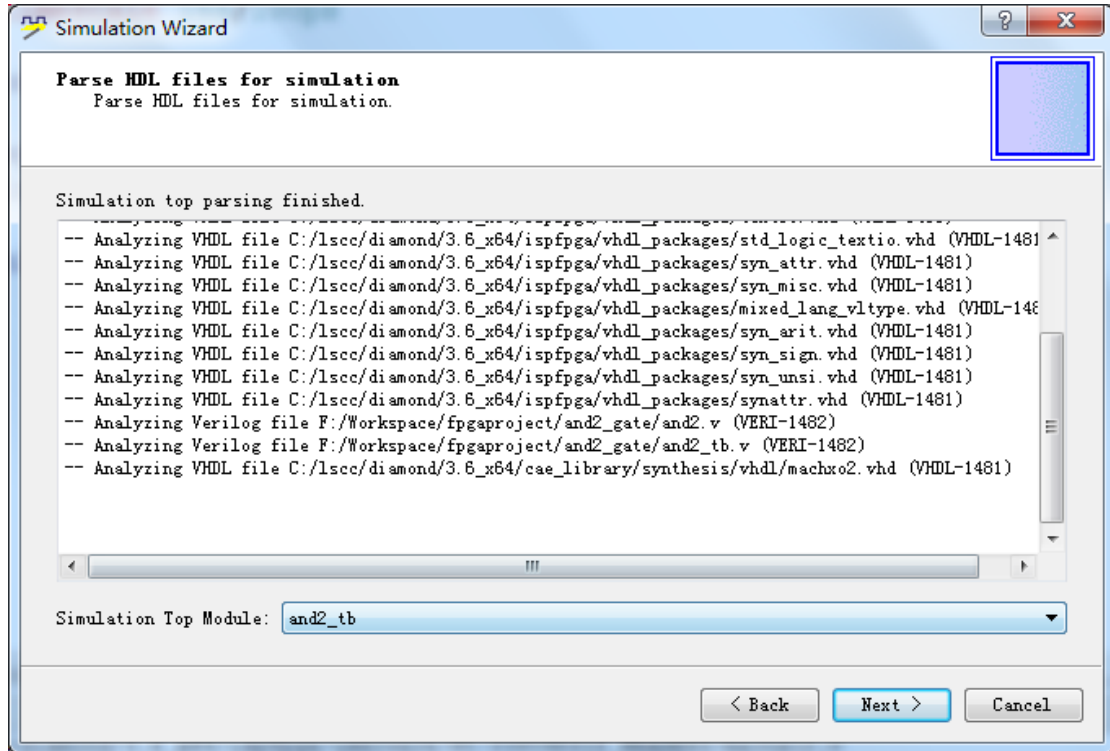 Simulation Wizard
Parse HDL files for simulation
Parse HDL files for simulation.
Simulation top parsing finished.
-- Analyzing VHDL file C:/lscc/diamond/3.6_x64/ispfpga/vhdl_packages/std_logic_textio.vhd (VHDL-1481
-- Analyzing VHDL file C:/lscc/diamond/3.6_x64/ispfpga/vhdl_packages/syn_attr.vhd (VHDL-1481)
-- Analyzing VHDL file C:/lscc/diamond/3.6_x64/ispfpga/vhdl_packages/syn_misc.vhd (VHDL-1481)
-- Analyzing VHDL file C:/lscc/diamond/3.6_x64/ispfpga/vhdl_packages/mixed_lang_vltype.vhd (VHDL-148
-- Analyzing VHDL file C:/lscc/diamond/3.6_x64/ispfpga/vhdl_packages/syn_arit.vhd (VHDL-1481)
-- Analyzing VHDL file C:/lscc/diamond/3.6_x64/ispfpga/vhdl_packages/syn_sign.vhd (VHDL-1481)
-- Analyzing VHDL file C:/lscc/diamond/3.6_x64/ispfpga/vhdl_packages/syn_unsi.vhd (VHDL-1481)
-- Analyzing VHDL file C:/lscc/diamond/3.6_x64/ispfpga/vhdl_packages/synattr.vhd (VHDL-1481)
-- Analyzing Verilog file F:/Workspace/fpgaproject/and2_gate/and2.v (VERI-1482)
-- Analyzing Verilog file F:/Workspace/fpgaproject/and2_gate/and2_tb.v (VERI-1482)
-- Analyzing VHDL file C:/lscc/diamond/3.6_x64/cae_library/synthesis/vhdl/machxo2.vhd (VHDL-1481)
Simulation Top Module: and2_tb
< Back Next > Cancel